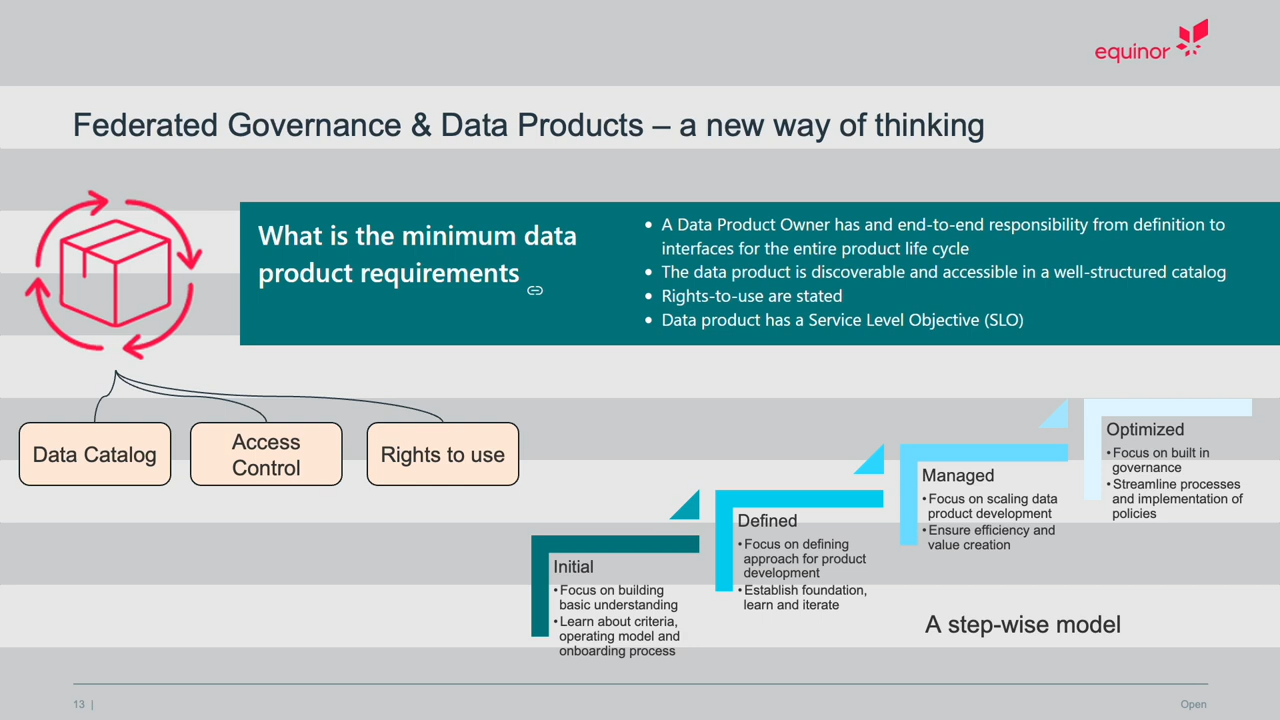 equinor
Federated Governance & Data Products – a new way of thinking
What is the minimum data
product requirements
• A Data Product Owner has and end-to-end responsibility from definition to
interfaces for the entire product life cycle
• The data product is discoverable and accessible in a well-structured catalog
• Rights-to-use are stated
• Data product has a Service Level Objective (SLO)
Data Catalog
Access
Control
Rights to use
Initial
• Focus on building
basic understanding
• Learn about criteria,
operating model and
onboarding process
Defined
• Focus on defining
approach for product
development
• Establish foundation,
learn and iterate
Managed
• Focus on scaling data
product development
• Ensure efficiency and
value creation
Optimized
• Focus on built in
governance
• Streamline processes
and implementation of
policies
A step-wise model
13 |
Open